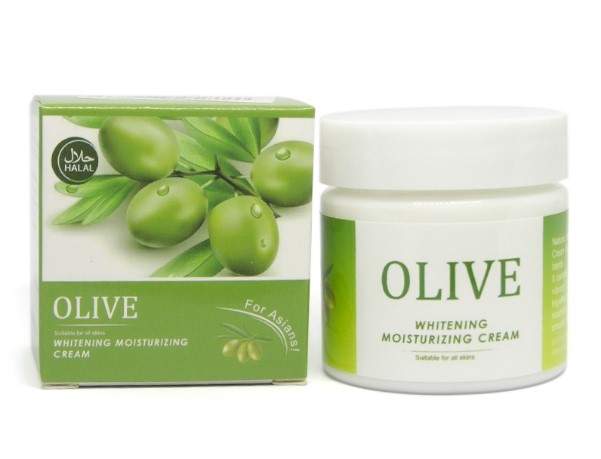 حلال
HALAL
OLIVE
Suitable for all skins
WHITENING MOISTURIZING
CREAM
For Asians!
OLIVE
WHITENING
MOISTURIZING CREAM
Suitable for all skins